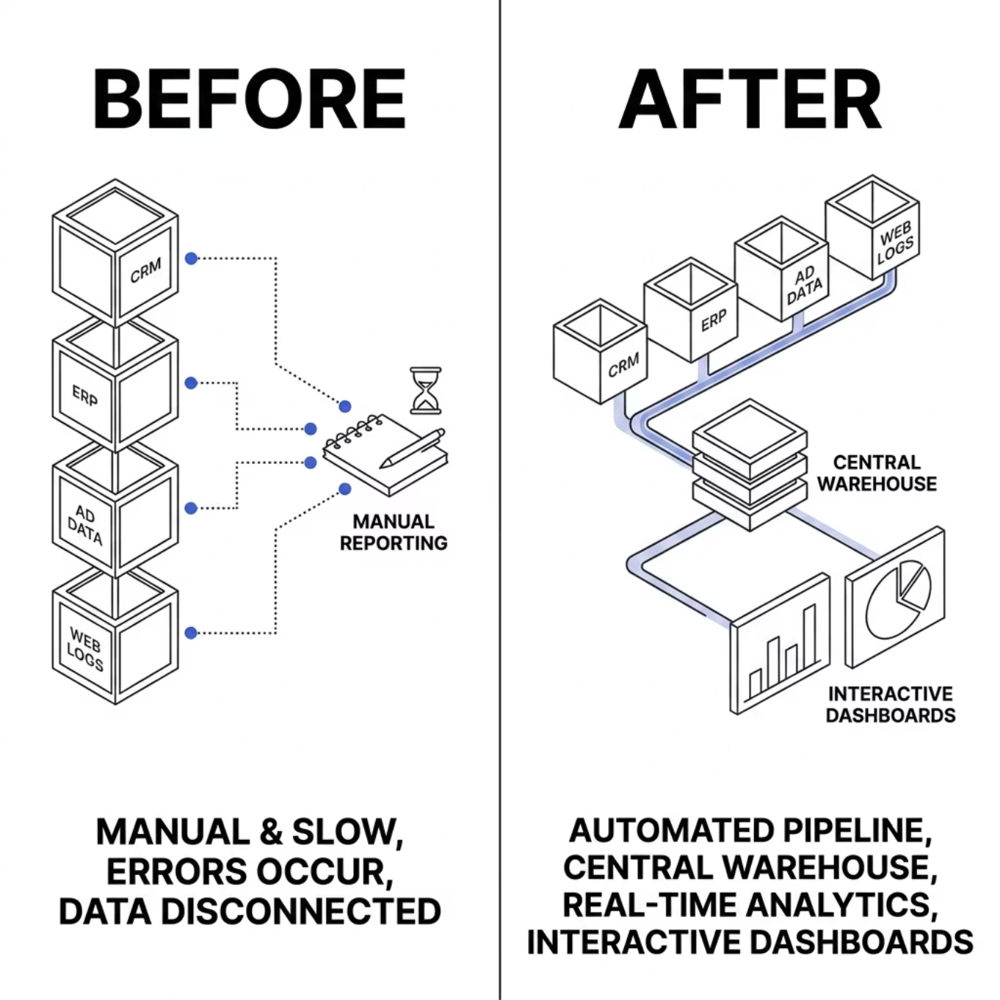 BEFORE
CRM
ERP
AD
DATA
WEB
LOGS
MANUAL
REPORTING
MANUAL & SLOW,
ERRORS OCCUR,
DATA DISCONNECTED
AFTER
WEB
LOGS
AD
DATA
ERP
CRM
CENTRAL
WAREHOUSE
INTERACTIVE
DASHBOARDS
AUTOMATED PIPELINE,
CENTRAL WAREHOUSE,
REAL-TIME ANALYTICS,
INTERACTIVE DASHBOARDS